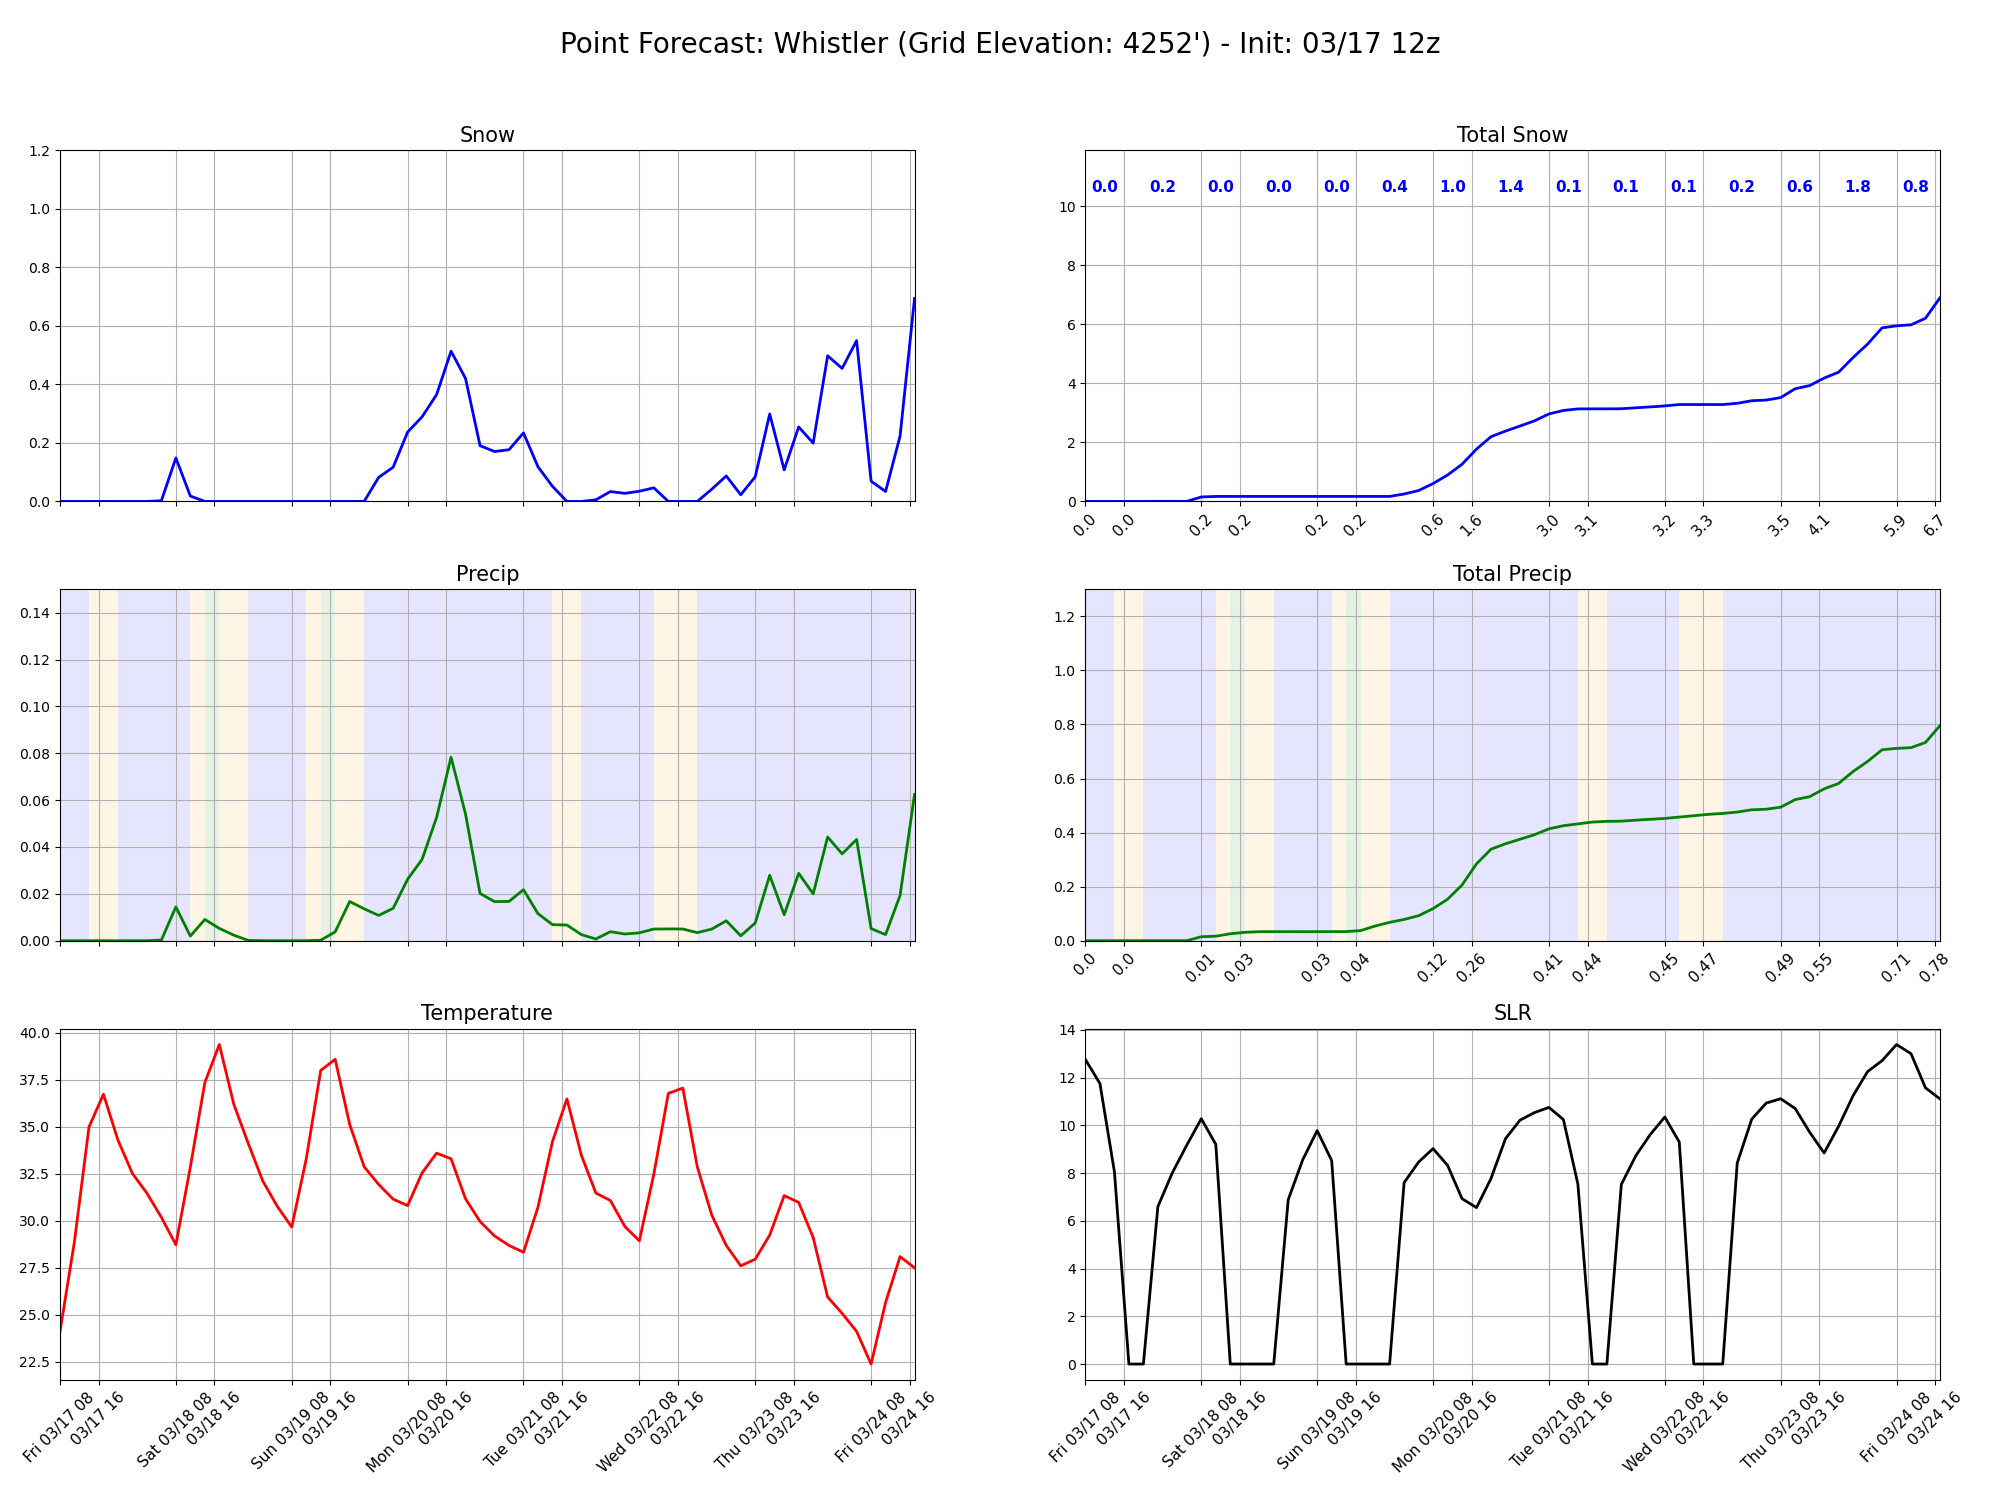 Point Forecast: Whistler (Grid Elevation: 4252') - Init: 03/17 12z
Snow
1.2
1.0
0.8
0.6
0.4
0.2
0.0
Total Snow
0.0 0.2 0.0 0.0 0.0 0.4 1.0 1.4 0.1 0.1 0.1 0.2 0.6 1.8 0.8
10
8
6
4
2
0
0.0 0.0 0.2 0.2 0.2 0.2 0.6 1.6 3.0 3.1 3.2 3.3 3.5 4.1 5.9 6.7
Precip
0.14
0.12
0.10
0.08
0.06
0.04
0.02
0.00
Total Precip
1.2
1.0
0.8
0.6
0.4
0.2
0.0
0.0 0.0 0.01 0.03 0.03 0.04 0.12 0.26 0.41 0.44 0.45 0.47 0.49 0.55 0.71 0.78
Temperature
40.0
37.5
35.0
32.5
30.0
27.5
25.0
22.5
Fri 03/17 08
03/17 16
Sat 03/18 08
03/18 16
Sun 03/19 08
03/19 16
Mon 03/20 08
03/20 16
Tue 03/21 08
03/21 16
Wed 03/22 08
03/22 16
Thu 03/23 08
03/23 16
Fri 03/24 08
03/24 16
SLR
14
12
10
8
6
4
2
0
Fri 03/17 08
03/17 16
Sat 03/18 08
03/18 16
Sun 03/19 08
03/19 16
Mon 03/20 08
03/20 16
Tue 03/21 08
03/21 16
Wed 03/22 08
03/22 16
Thu 03/23 08
03/23 16
Fri 03/24 08
03/24 16